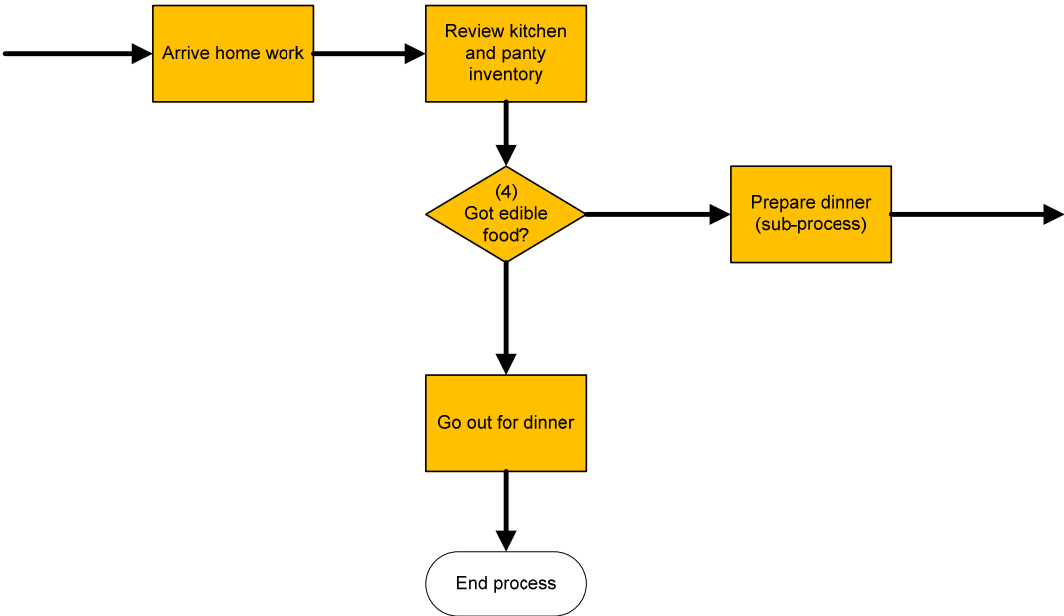 Arrive home work
Review kitchen
and panty
inventory
(4)
Got edible
food?
Prepare dinner
(sub-process)
Go out for dinner
End process